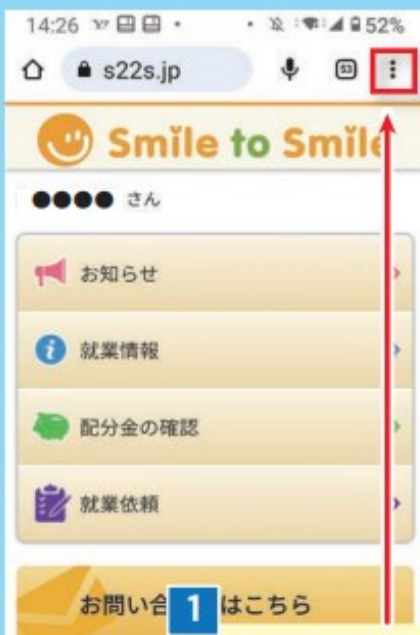 14:26
52%
s22s.jp
53
Smile to Smile
●●●● さん
お知らせ
就業情報
配分金の確認
就業依頼
お問い合
1
はこちら